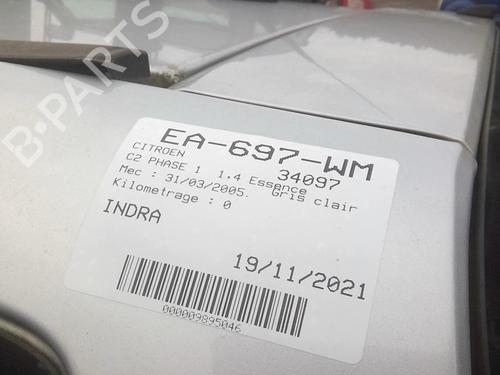 EA-697-WM
CITROEN 34097
C2 PHASE 1 1.4 Essence
Mec : 31/03/2005. Gris clair
Kilometrage : 0
INDRA
19/11/2021
000009895046
B-PARTS